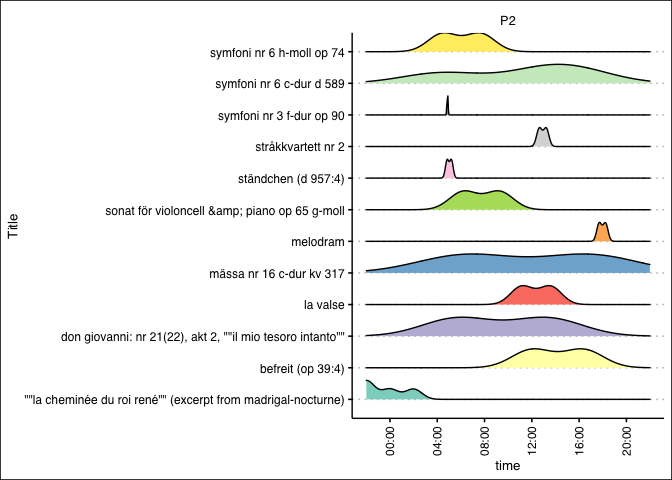 P2
symfoni nr 6 h-moll op 74
symfoni nr 6 c-dur d 589
symfoni nr 3 f-dur op 90
stråkkvartett nr 2
ständchen (d 957:4)
sonat för violoncell &amp; piano op 65 g-moll
melodram
mässa nr 16 c-dur kv 317
la valse
don giovanni: nr 21(22), akt 2, ""il mio tesoro intanto""
befreit (op 39:4)
""la cheminée du roi rené"" (excerpt from madrigal-nocturne)
Title
00:00
04:00
08:00
12:00
16:00
20:00
time